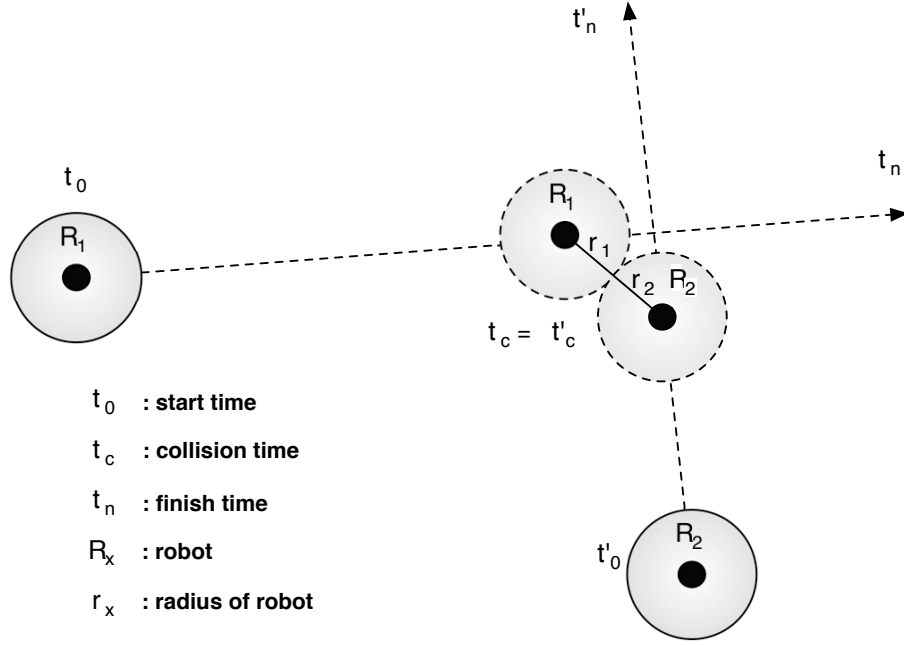 t'n
tn
t0
R1
R1
r1
r2 R2
tc = t'c
t0 : start time
tc : collision time
tn : finish time
Rx : robot
rx : radius of robot
R2
t'0